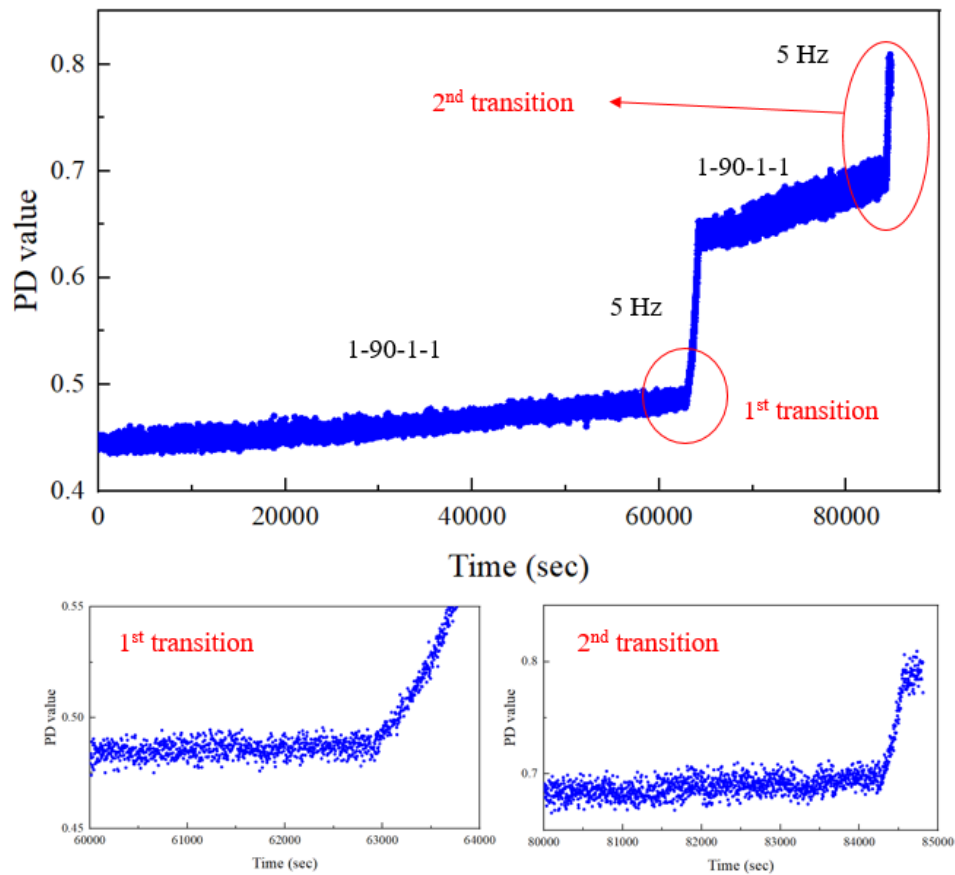 5 Hz
0.8
2nd transition
1-90-1-1
0.7
PD value
0.6
5 Hz
1-90-1-1
0.5
1st transition
0.4
0 20000 40000 60000 80000
Time (sec)
0.55
1st transition
PD value
0.50
0.45
60000 61000 62000 63000 64000
Time (sec)
2nd transition
0.8
PD value
0.7
80000 81000 82000 83000 84000 85000
Time (sec)